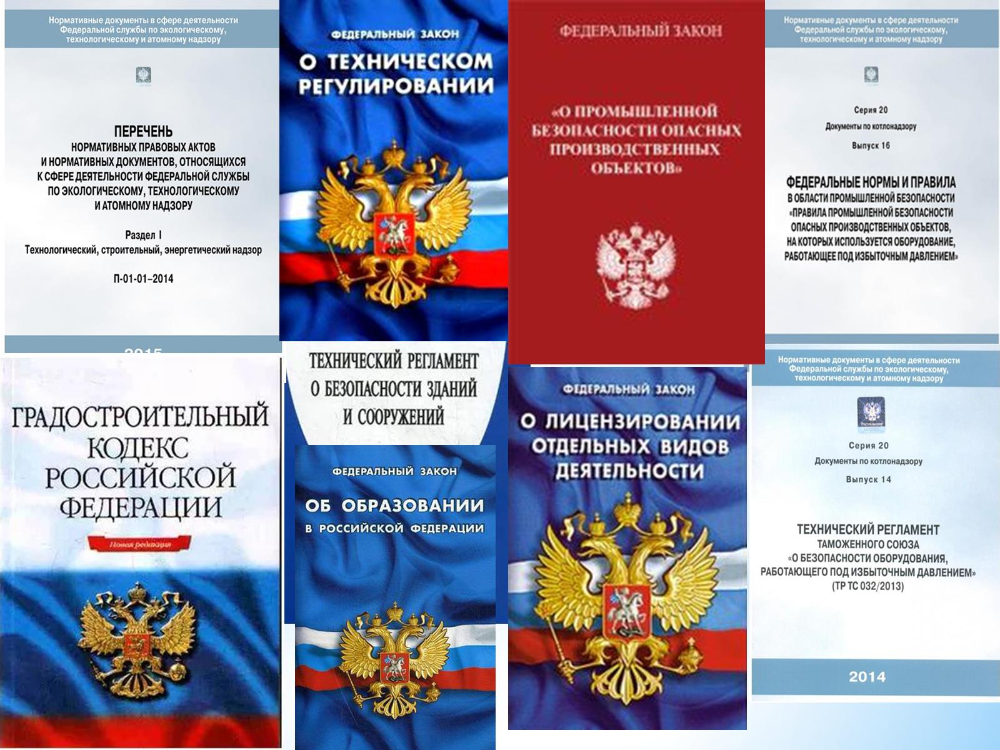 Нормативные документы в сфере деятельности
Федеральной службы по экологическому,
технологическому и атомному надзору
ПЕРЕЧЕНЬ
НОРМАТИВНЫХ ПРАВОВЫХ АКТОВ
И НОРМАТИВНЫХ ДОКУМЕНТОВ, ОТНОСЯЩИХСЯ
К СФЕРЕ ДЕЯТЕЛЬНОСТИ ФЕДЕРАЛЬНОЙ СЛУЖБЫ
ПО ЭКОЛОГИЧЕСКОМУ, ТЕХНОЛОГИЧЕСКОМУ
И АТОМНОМУ НАДЗОРУ
Раздел I
Технологический, строительный, энергетический надзор
П-01-01–2014
2015
ФЕДЕРАЛЬНЫЙ ЗАКОН
О ТЕХНИЧЕСКОМ
РЕГУЛИРОВАНИИ
ФЕДЕРАЛЬНЫЙ ЗАКОН
«О ПРОМЫШЛЕННОЙ
БЕЗОПАСНОСТИ ОПАСНЫХ
ПРОИЗВОДСТВЕННЫХ
ОБЪЕКТОВ»
Нормативные документы в сфере деятельности
Федеральной службы по экологическому,
технологическому и атомному надзору
Серия 20
Документы по котлонадзору
Выпуск 16
ФЕДЕРАЛЬНЫЕ НОРМЫ И ПРАВИЛА
В ОБЛАСТИ ПРОМЫШЛЕННОЙ БЕЗОПАСНОСТИ
«ПРАВИЛА ПРОМЫШЛЕННОЙ БЕЗОПАСНОСТИ
ОПАСНЫХ ПРОИЗВОДСТВЕННЫХ ОБЪЕКТОВ,
НА КОТОРЫХ ИСПОЛЬЗУЕТСЯ ОБОРУДОВАНИЕ,
РАБОТАЮЩЕЕ ПОД ИЗБЫТОЧНЫМ ДАВЛЕНИЕМ»
ГРАДОСТРОИТЕЛЬНЫЙ
КОДЕКС
РОССИЙСКОЙ
ФЕДЕРАЦИИ
Новая редакция
ТЕХНИЧЕСКИЙ РЕГЛАМЕНТ
О БЕЗОПАСНОСТИ ЗДАНИЙ
И СООРУЖЕНИЙ
ФЕДЕРАЛЬНЫЙ ЗАКОН
ОБ ОБРАЗОВАНИИ
В РОССИЙСКОЙ ФЕДЕРАЦИИ
ФЕДЕРАЛЬНЫЙ ЗАКОН
О ЛИЦЕНЗИРОВАНИИ
ОТДЕЛЬНЫХ ВИДОВ
ДЕЯТЕЛЬНОСТИ
Нормативные документы в сфере деятельности
Федеральной службы по экологическому,
технологическому и атомному надзору
Ростехнадзор
Серия 20
Документы по котлонадзору
Выпуск 14
ТЕХНИЧЕСКИЙ РЕГЛАМЕНТ
ТАМОЖЕННОГО СОЮЗА
«О БЕЗОПАСНОСТИ ОБОРУДОВАНИЯ,
РАБОТАЮЩЕГО ПОД ИЗБЫТОЧНЫМ ДАВЛЕНИЕМ»
(ТР ТС 032/2013)
2014